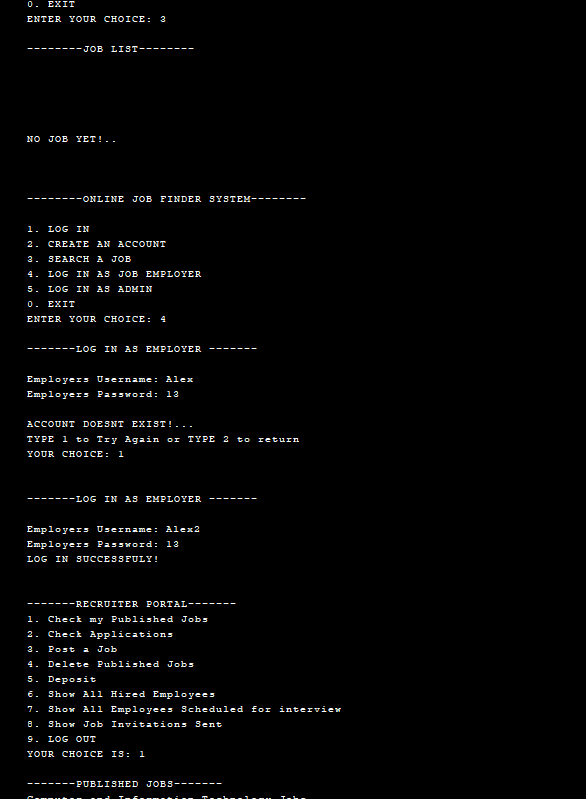 0. EXIT
ENTER YOUR CHOICE: 3
--------JOB LIST--------
NO JOB YET!..
--------ONLINE JOB FINDER SYSTEM--------
1. LOG IN
2. CREATE AN ACCOUNT
3. SEARCH A JOB
4. LOG IN AS JOB EMPLOYER
5. LOG IN AS ADMIN
0. EXIT
ENTER YOUR CHOICE: 4
-------LOG IN AS EMPLOYER -------
Employers Username: Alex
Employers Password: 13
ACCOUNT DOESNT EXIST!...
TYPE 1 to Try Again or TYPE 2 to return
YOUR CHOICE: 1
-------LOG IN AS EMPLOYER -------
Employers Username: Alex2
Employers Password: 13
LOG IN SUCCESSFULY!
-------RECRUITER PORTAL-------
1. Check my Published Jobs
2. Check Applications
3. Post a Job
4. Delete Published Jobs
5. Deposit
6. Show All Hired Employees
7. Show All Employees Scheduled for interview
8. Show Job Invitations Sent
9. LOG OUT
YOUR CHOICE IS: 1
-------PUBLISHED JOBS-------
Computer and Information Technology Jobs